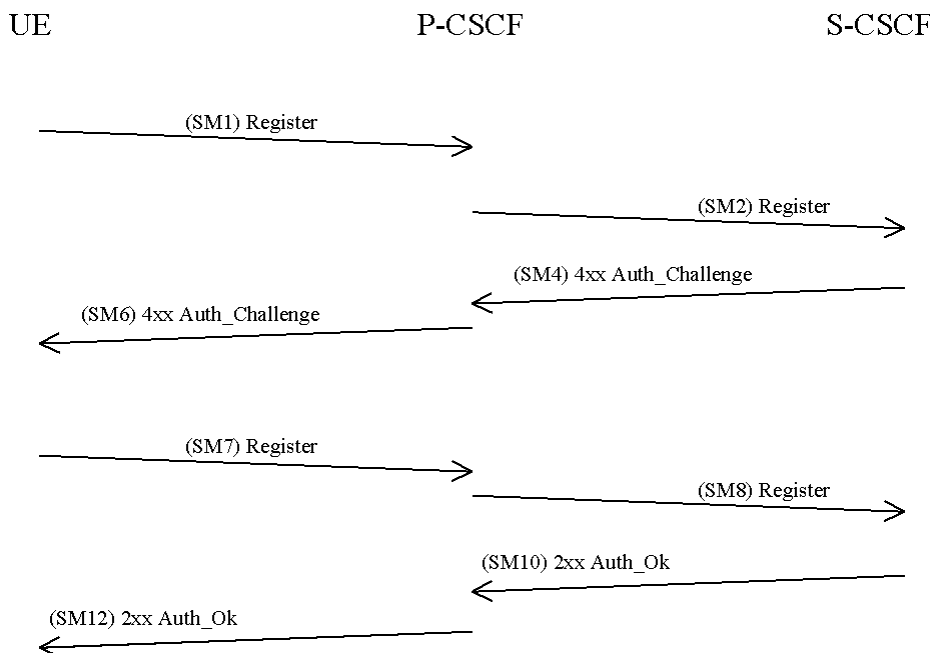 UE P-CSCF S-CSCF
(SM1) Register
(SM2) Register
(SM4) 4xx Auth_Challenge
(SM6) 4xx Auth_Challenge
(SM7) Register
(SM8) Register
(SM10) 2xx Auth_Ok
(SM12) 2xx Auth_Ok